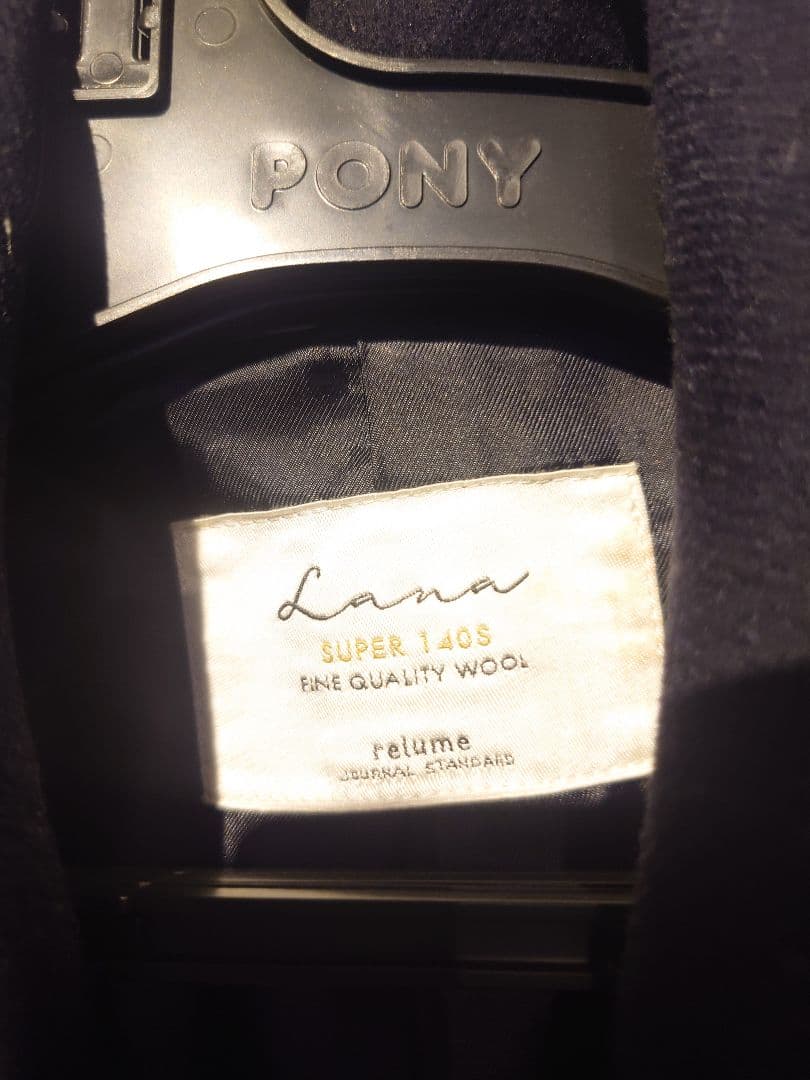 PONY
Lana
SUPER 140S
FINE QUALITY WOOL
relume
JOURNAL STANDARD